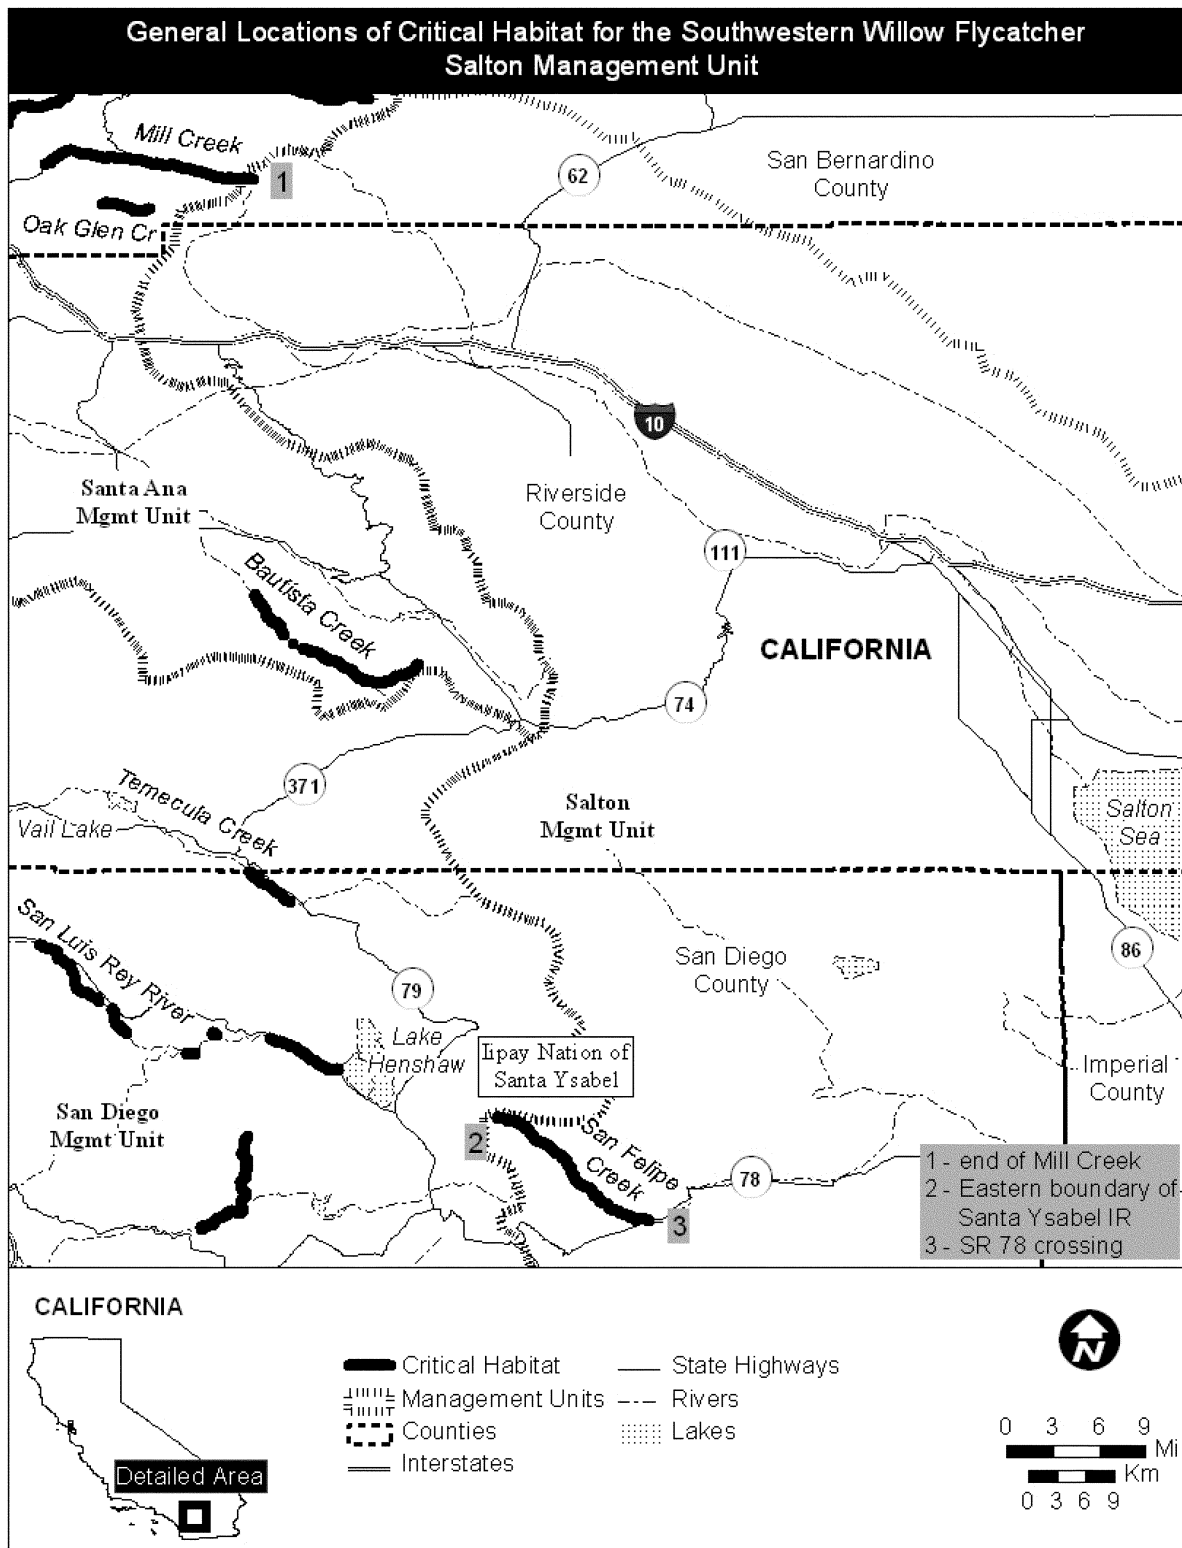 General Locations of Critical Habitat for the Southwestern Willow Flycatcher
Salton Management Unit
Mill Creek
1
Oak Glen Cr
62
San Bernardino
County
10
Santa Ana
Mgmt Unit
Riverside
County
111
Bautista Creek
CALIFORNIA
74
371
Temecula Creek
Vail Lake
Salton
Mgmt Unit
Salton
Sea
San Luis Rey River
San Diego
County
86
79
Lake
Henshaw
Iipay Nation of
Santa Ysabel
Imperial
County
San Diego
Mgmt Unit
2
San Felipe
Creek
78
3
1 - end of Mill Creek
2 - Eastern boundary of
Santa Ysabel IR
3 - SR 78 crossing
CALIFORNIA
Detailed Area
Critical Habitat
Management Units
Counties
Interstates
State Highways
Rivers
Lakes
N
0 3 6 9
Mi
Km
0 3 6 9